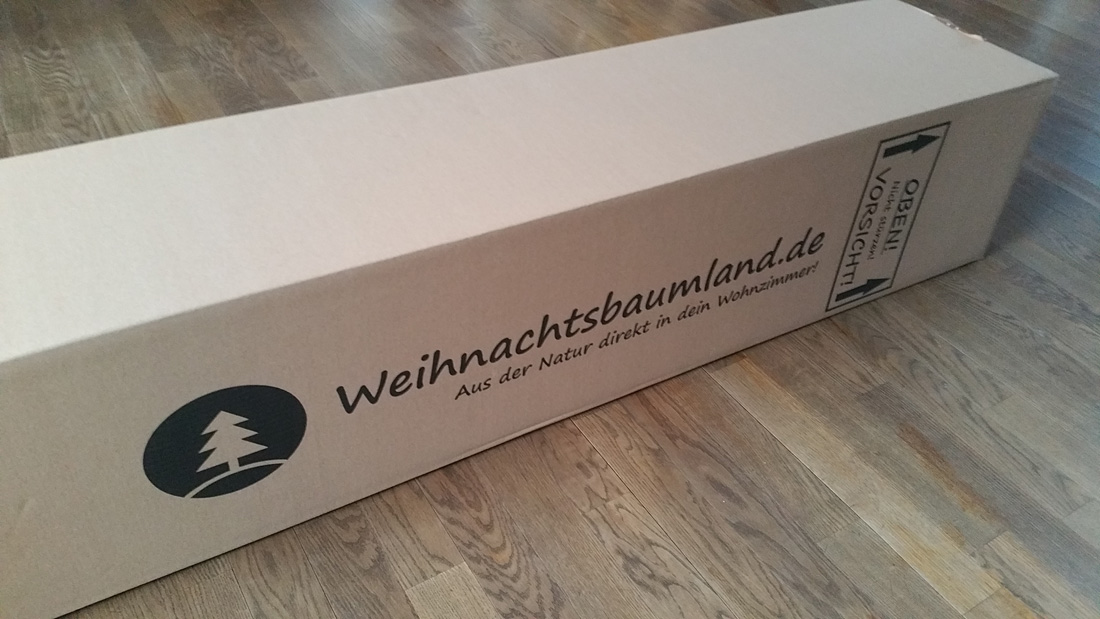 Weihnachtsbaumland.de
Aus der Natur direkt in dein Wohnzimmer!
OBEN!
Nicht stürzen!
VORSICHT!